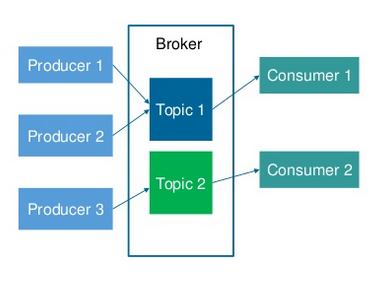 Broker
Producer 1
Topic 1
Consumer 1
Producer 2
Topic 2
Consumer 2
Producer 3